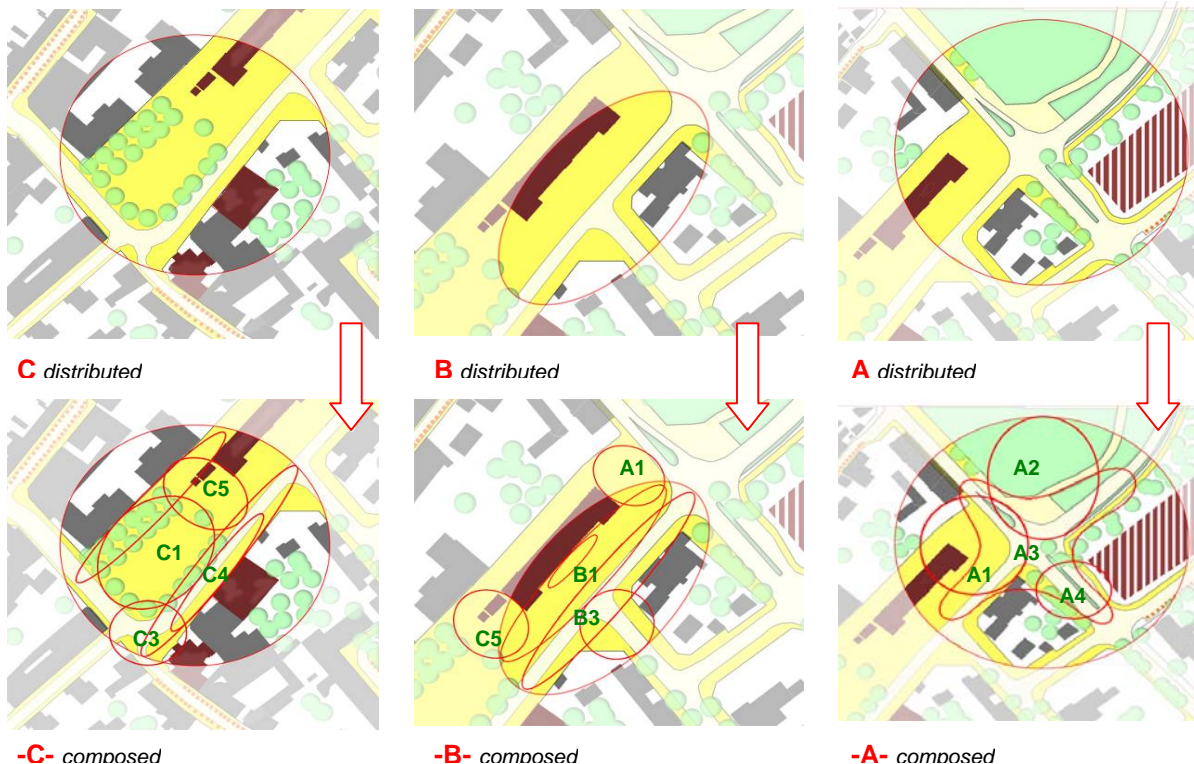 C distributed
B distributed
A distributed
C5
C1
C4
C3
A1
B1
B3
C5
A2
A3
A1
A4
-C- composed
-B- composed
-A- composed